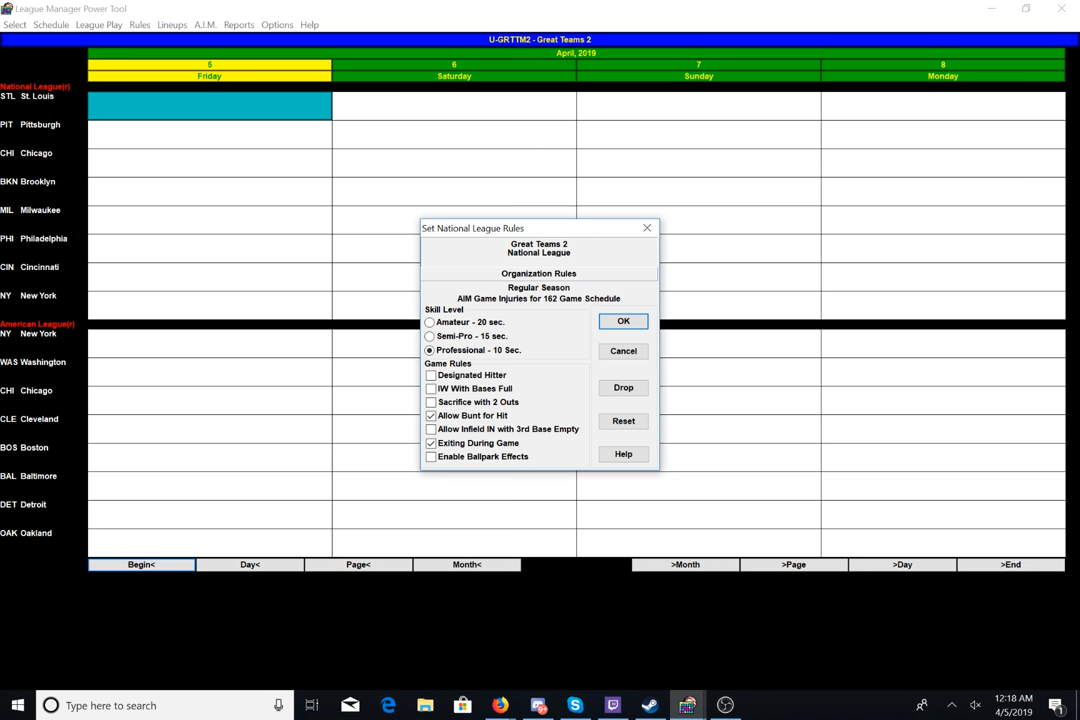 League Manager Power Tool
Select Schedule League Play Rules Lineups A.I.M. Reports Options Help
U-GRTTM2 - Great Teams 2
April, 2019
5 6 7 8
Friday Saturday Sunday Monday
National League(r)
STL St. Louis
PIT Pittsburgh
CHI Chicago
BKN Brooklyn
MIL Milwaukee
PHI Philadelphia
CIN Cincinnati
NY New York
American League(r)
NY New York
WAS Washington
CHI Chicago
CLE Cleveland
BOS Boston
BAL Baltimore
DET Detroit
OAK Oakland
Set National League Rules
Great Teams 2
National League
Organization Rules
Regular Season
AIM Game Injuries for 162 Game Schedule
Skill Level
Amateur - 20 sec.
Semi-Pro - 15 sec.
Professional - 10 Sec.
Game Rules
Designated Hitter
IW With Bases Full
Sacrifice with 2 Outs
Allow Bunt for Hit
Allow Infield IN with 3rd Base Empty
Exiting During Game
Enable Ballpark Effects
OK
Cancel
Drop
Reset
Help
Begin< Day< Page< Month< >Month >Page >Day >End
Type here to search
12:18 AM
4/5/2019
1